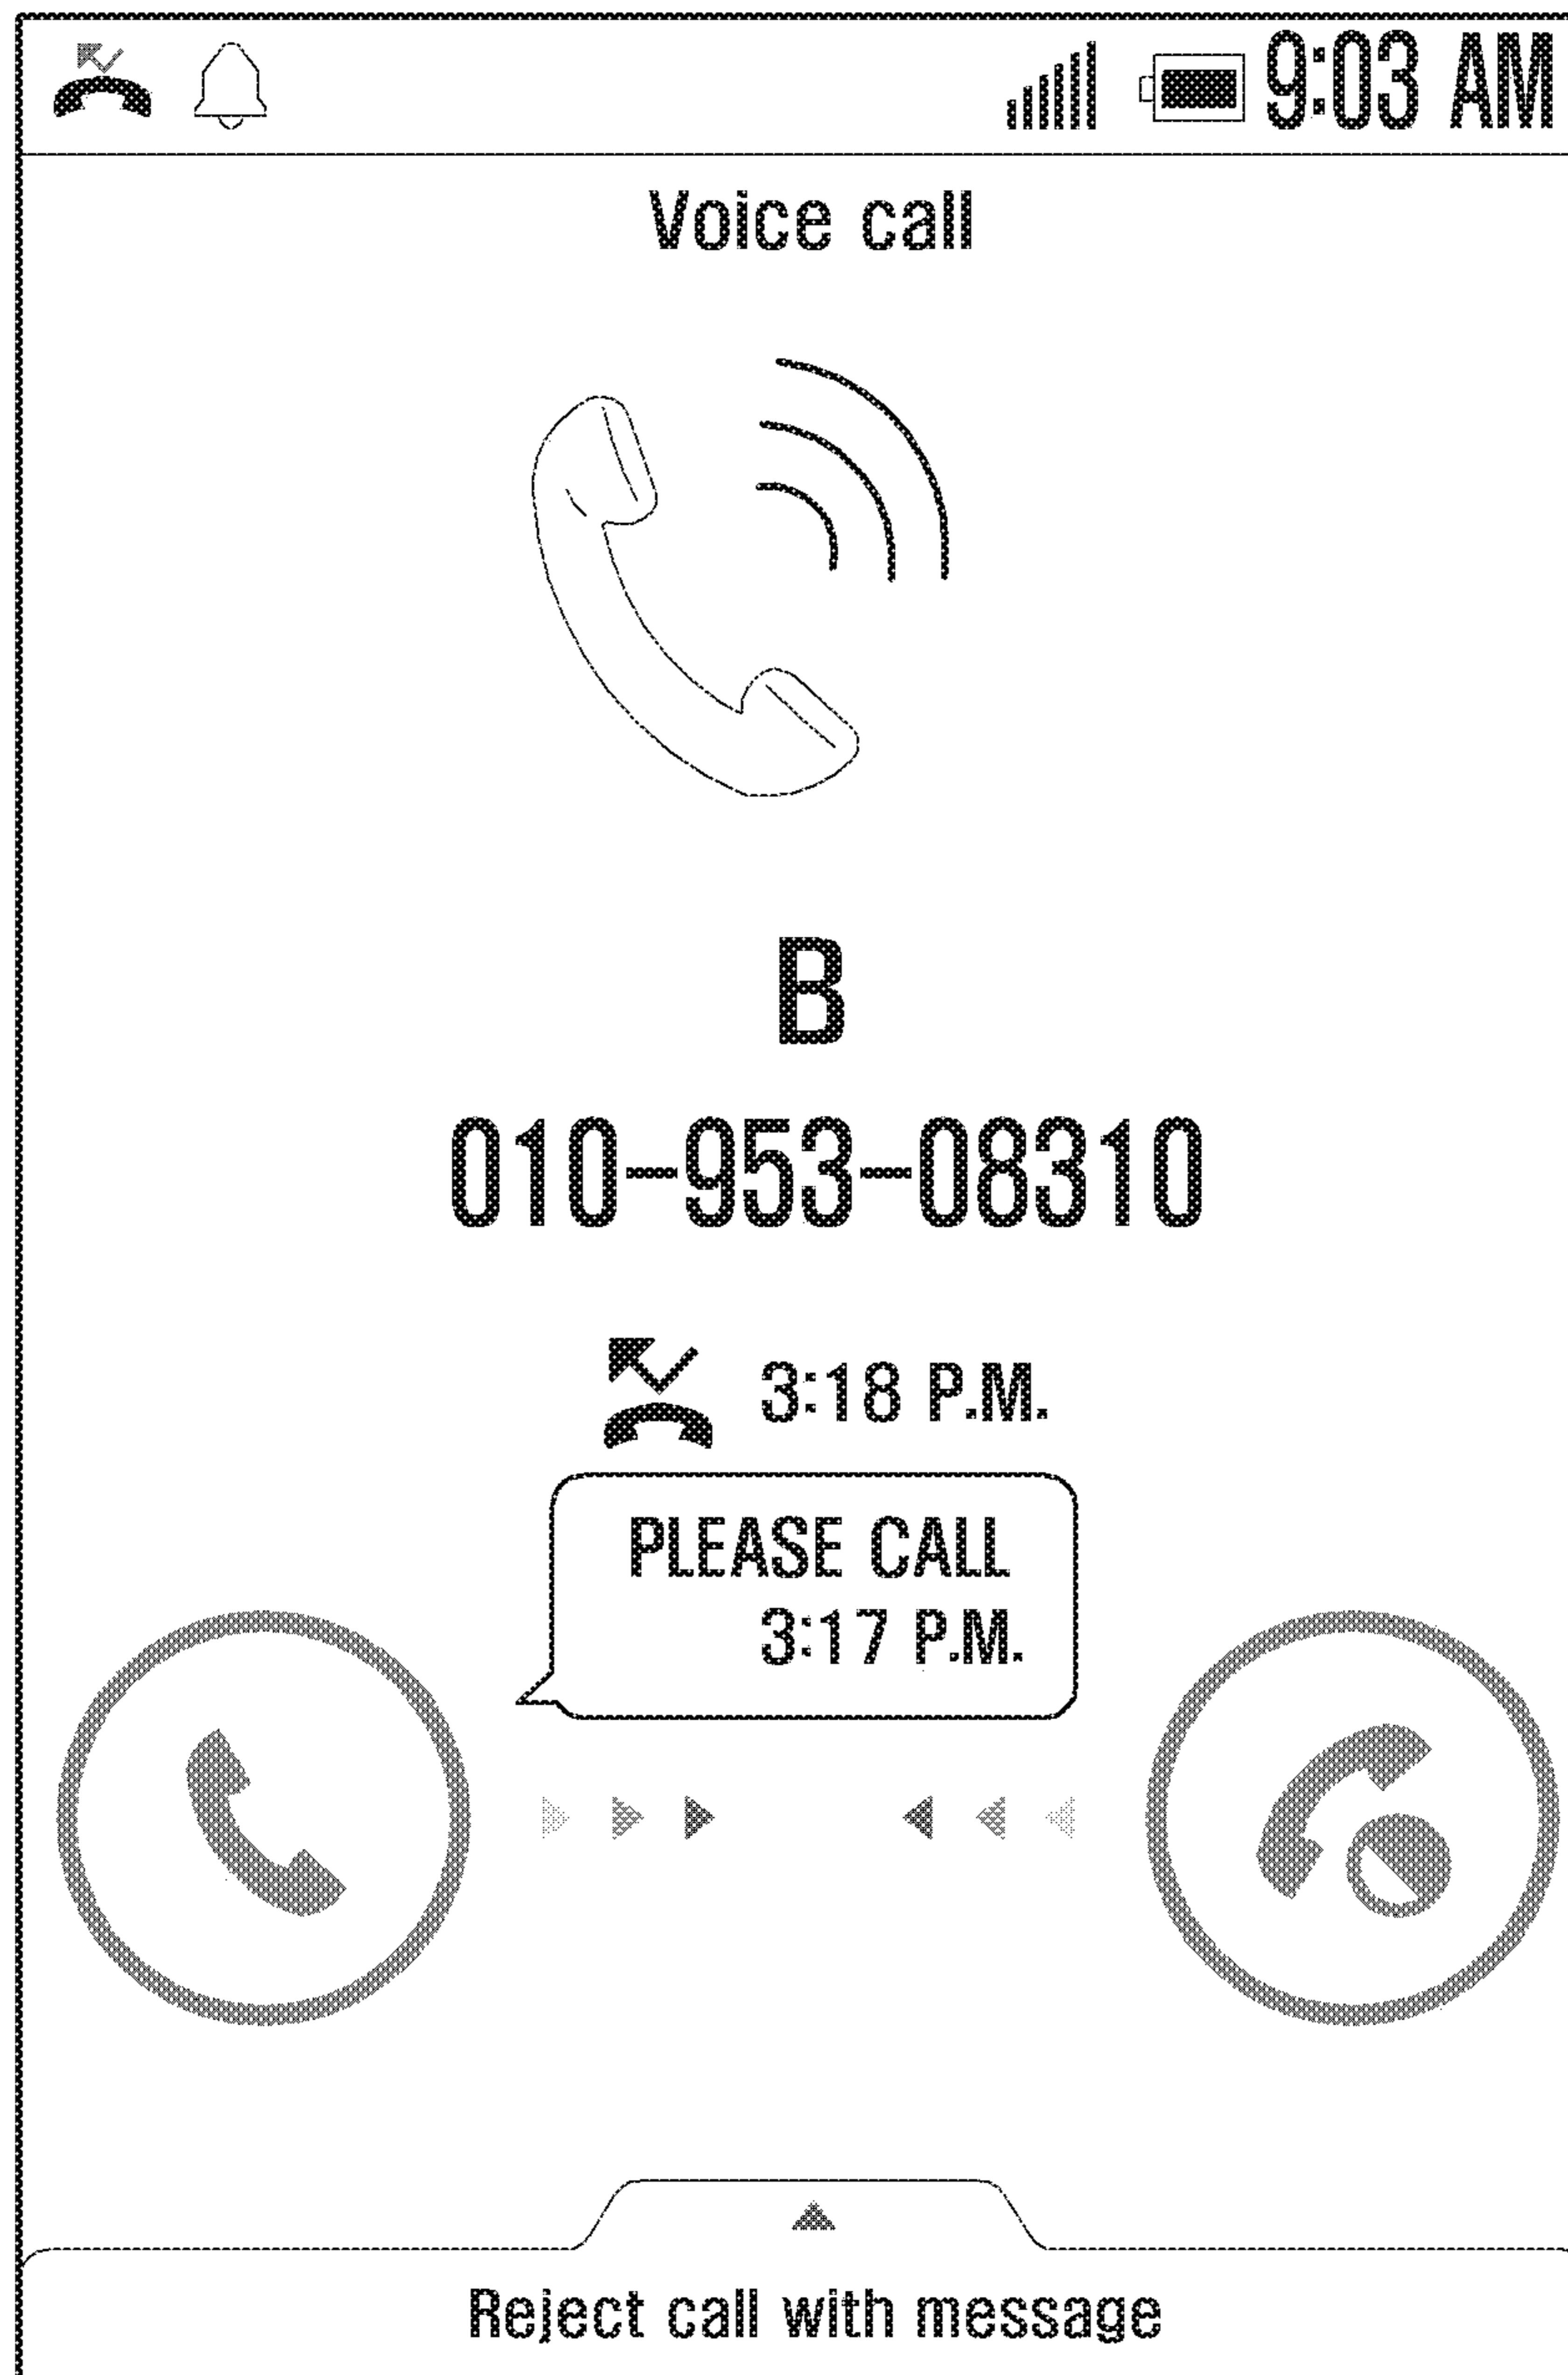 9:03 AM
Voice call
B
010-953-08310
3:18 P.M.
PLEASE CALL
3:17 P.M.
Reject call with message